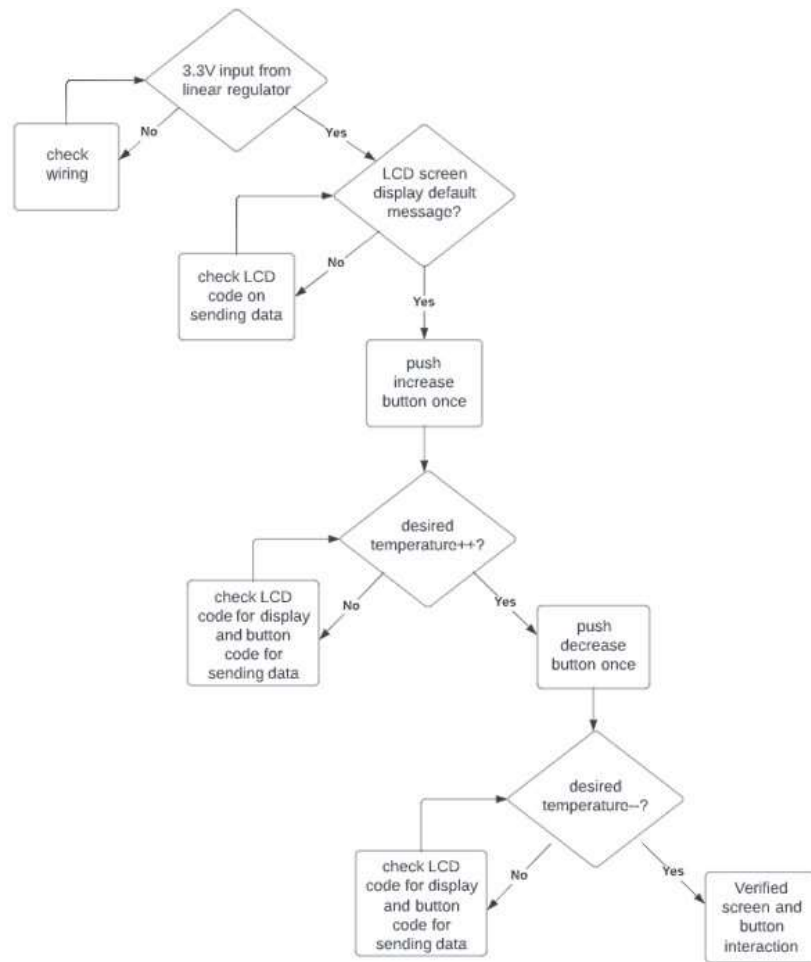 3.3V input from
linear regulator
No
Yes
check
wiring
LCD screen
display default
message?
No
check LCD
code on
sending data
Yes
push
increase
button once
desired
temperature++?
No
Yes
check LCD
code for display
and button
code for
sending data
push
decrease
button once
desired
temperature--?
No
Yes
check LCD
code for display
and button
code for
sending data
Verified
screen and
button
interaction